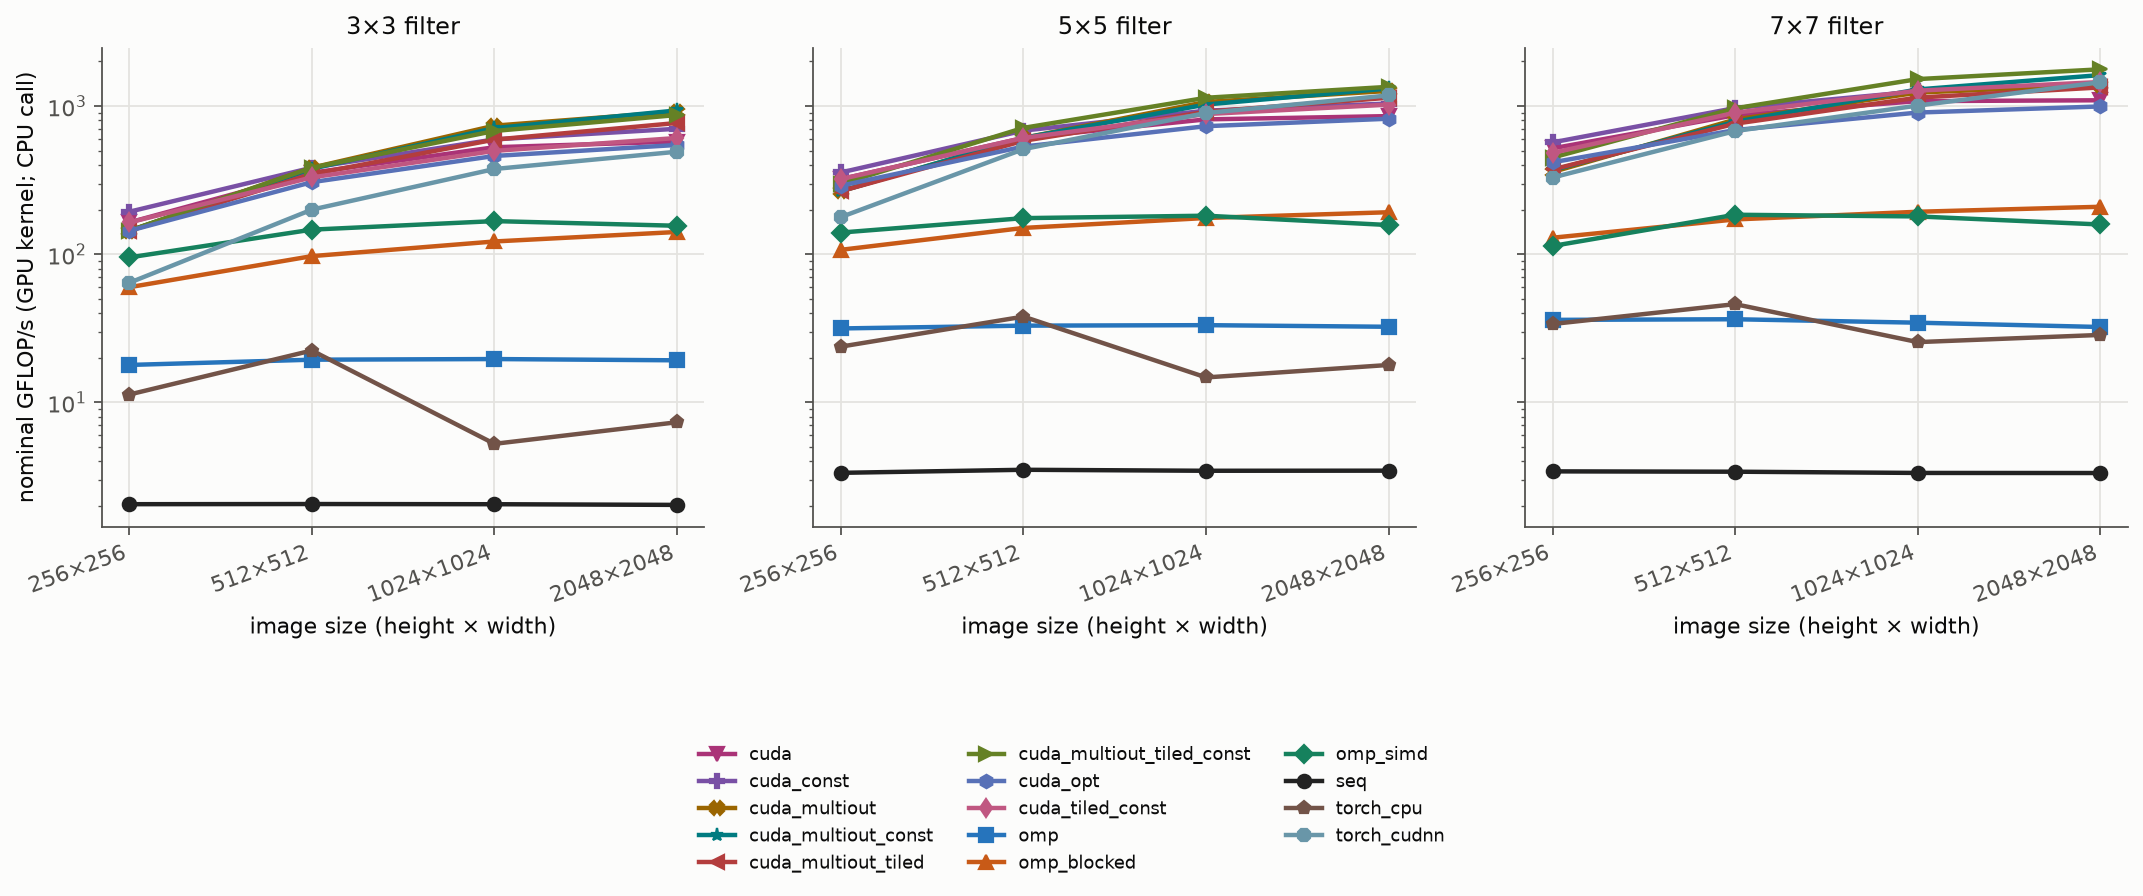 3×3 filter
5×5 filter
7×7 filter
nominal GFLOP/s (GPU kernel; CPU call)
10³
10²
10¹
256×256
512×512
1024×1024
2048×2048
256×256
512×512
1024×1024
2048×2048
256×256
512×512
1024×1024
2048×2048
image size (height × width)
image size (height × width)
image size (height × width)
cuda
cuda_const
cuda_multiout
cuda_multiout_const
cuda_multiout_tiled
cuda_multiout_tiled_const
cuda_opt
cuda_tiled_const
omp
omp_blocked
omp_simd
seq
torch_cpu
torch_cudnn